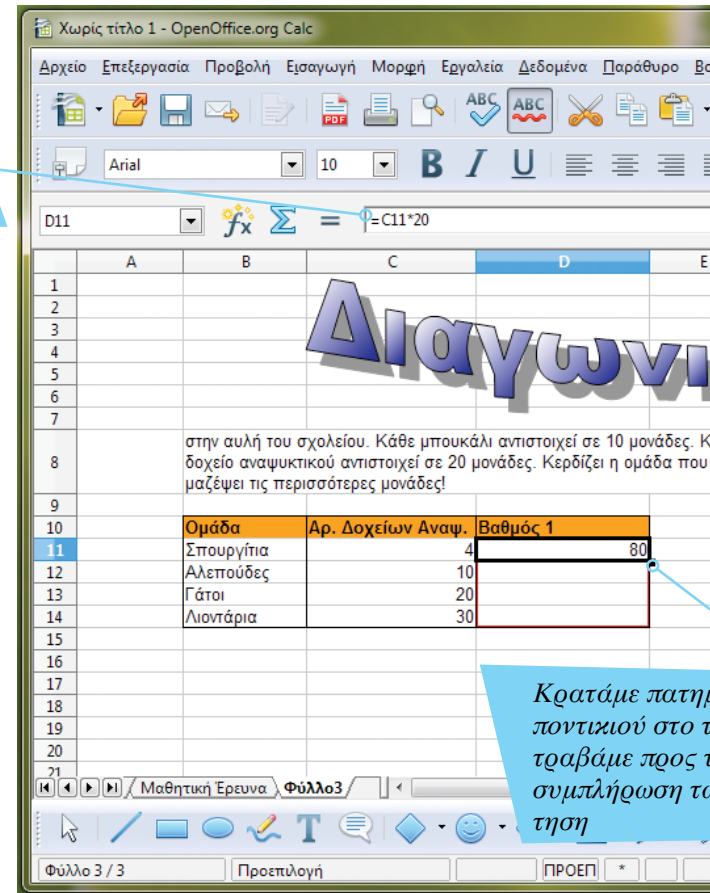 Χωρίς τίτλο 1 - OpenOffice.org Calc
Αρχείο Επεξεργασία Προβολή Εισαγωγή Μορφή Εργαλεία Δεδομένα Παράθυρο
ABC ABC
PDF
Arial 10 B I U
D11 fx Σ = =C11*20
A B C D E
1
2
3
4
5
6
7
8
στην αυλή του σχολείου. Κάθε μπουκάλι αντιστοιχεί σε 10 μονάδες. Κ
δοχείο αναψυκτικού αντιστοιχεί σε 20 μονάδες. Κερδίζει η ομάδα που
μαζέψει τις περισσότερες μονάδες!
9
10 Ομάδα Αρ. Δοχείων Αναψ. Βαθμός 1
11 Σπουργίτια 4 80
12 Αλεπούδες 10
13 Γάτοι 20
14 Λιοντάρια 30
15
16
17
18
19
20
21
Κρατάμε πατημ
ποντικιού στο τ
τραβάμε προς τ
συμπλήρωση το
τηση
Μαθητική Έρευνα Φύλλο3
T
Φύλλο 3 / 3 Προεπιλογή ΠΡΟΕΠ *